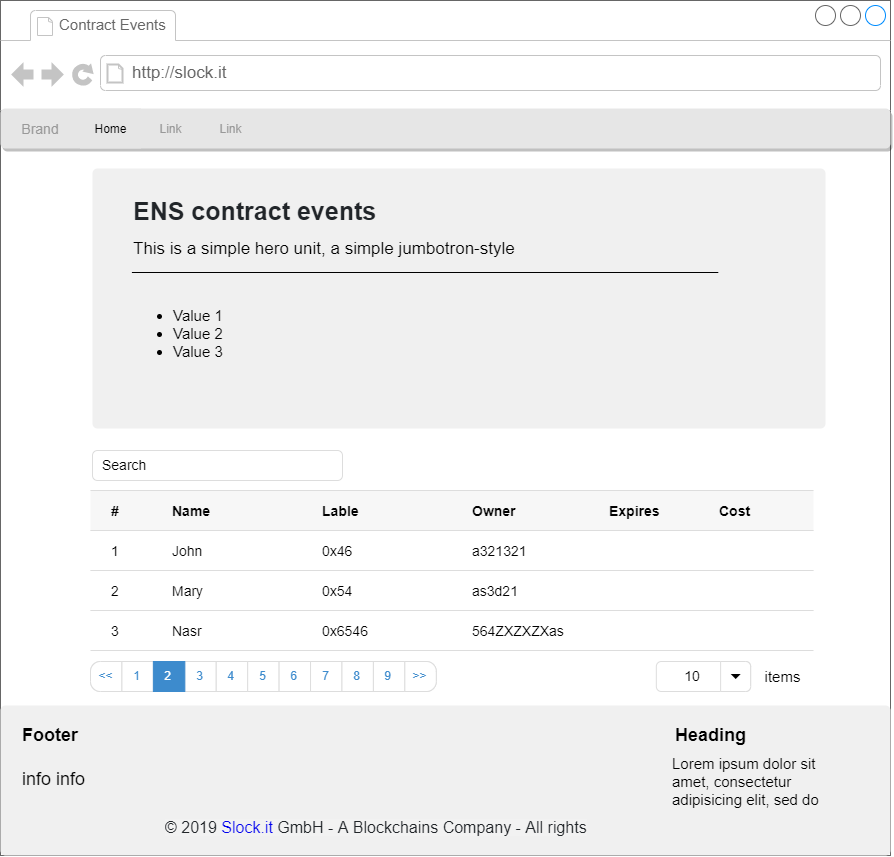 Contract Events
http://slock.it
Brand Home Link Link
ENS contract events
This is a simple hero unit, a simple jumbotron-style
Value 1
Value 2
Value 3
Search
# Name Lable Owner Expires Cost
1 John 0x46 a321321
2 Mary 0x54 as3d21
3 Nasr 0x6546 564ZXZXZXas
<< 1 2 3 4 5 6 7 8 9 >> 10 items
Footer
info info
Heading
Lorem ipsum dolor sit
amet, consectetur
adipisicing elit, sed do
© 2019 Slock.it GmbH - A Blockchains Company - All rights